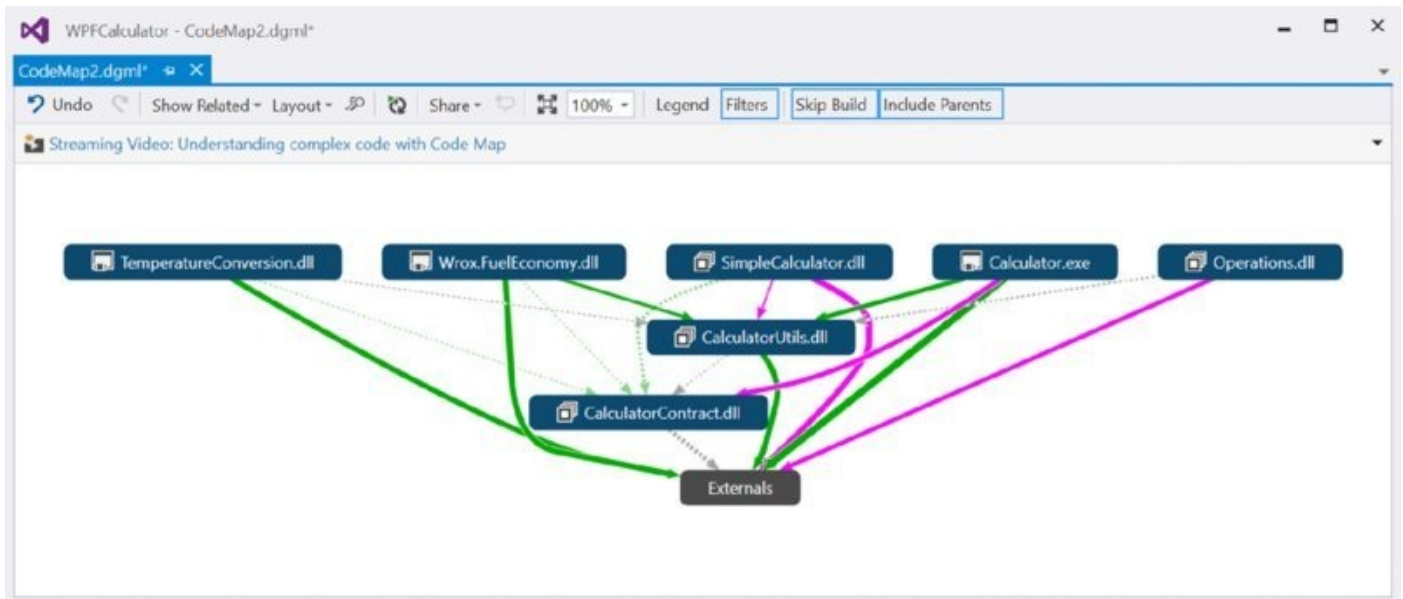 WPFCalculator - CodeMap2.dgml*
CodeMap2.dgml*
Undo Show Related Layout Share 100% Legend Filters Skip Build Include Parents
Streaming Video: Understanding complex code with Code Map
TemperatureConversion.dll Wrox.FuelEconomy.dll SimpleCalculator.dll Calculator.exe Operations.dll
CalculatorUtils.dll
CalculatorContract.dll
Externals